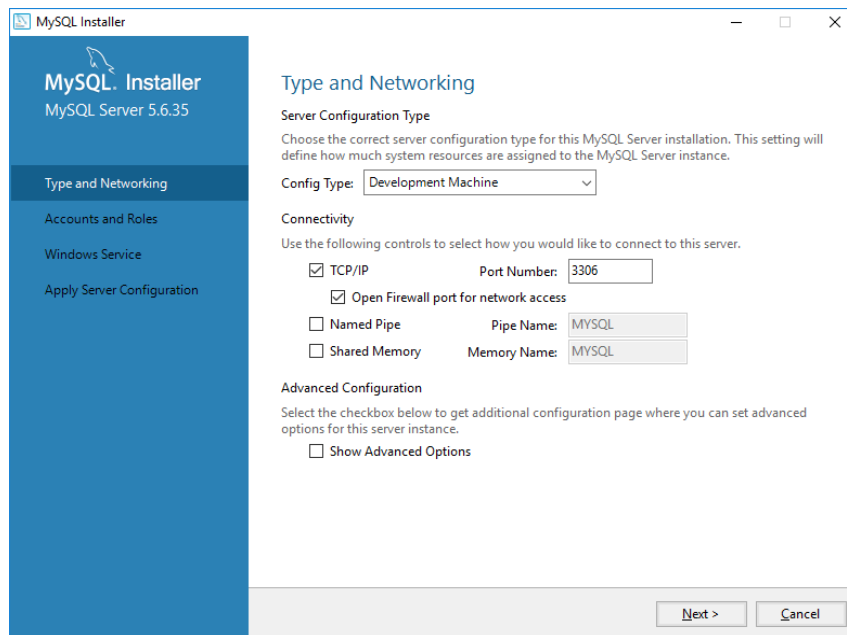 MySQL Installer
MySQL. Installer
MySQL Server 5.6.35
Type and Networking
Accounts and Roles
Windows Service
Apply Server Configuration
Type and Networking
Server Configuration Type
Choose the correct server configuration type for this MySQL Server installation. This setting will
define how much system resources are assigned to the MySQL Server instance.
Config Type: Development Machine
Connectivity
Use the following controls to select how you would like to connect to this server.
TCP/IP Port Number: 3306
Open Firewall port for network access
Named Pipe Pipe Name: MYSQL
Shared Memory Memory Name: MYSQL
Advanced Configuration
Select the checkbox below to get additional configuration page where you can set advanced
options for this server instance.
Show Advanced Options
Next > Cancel